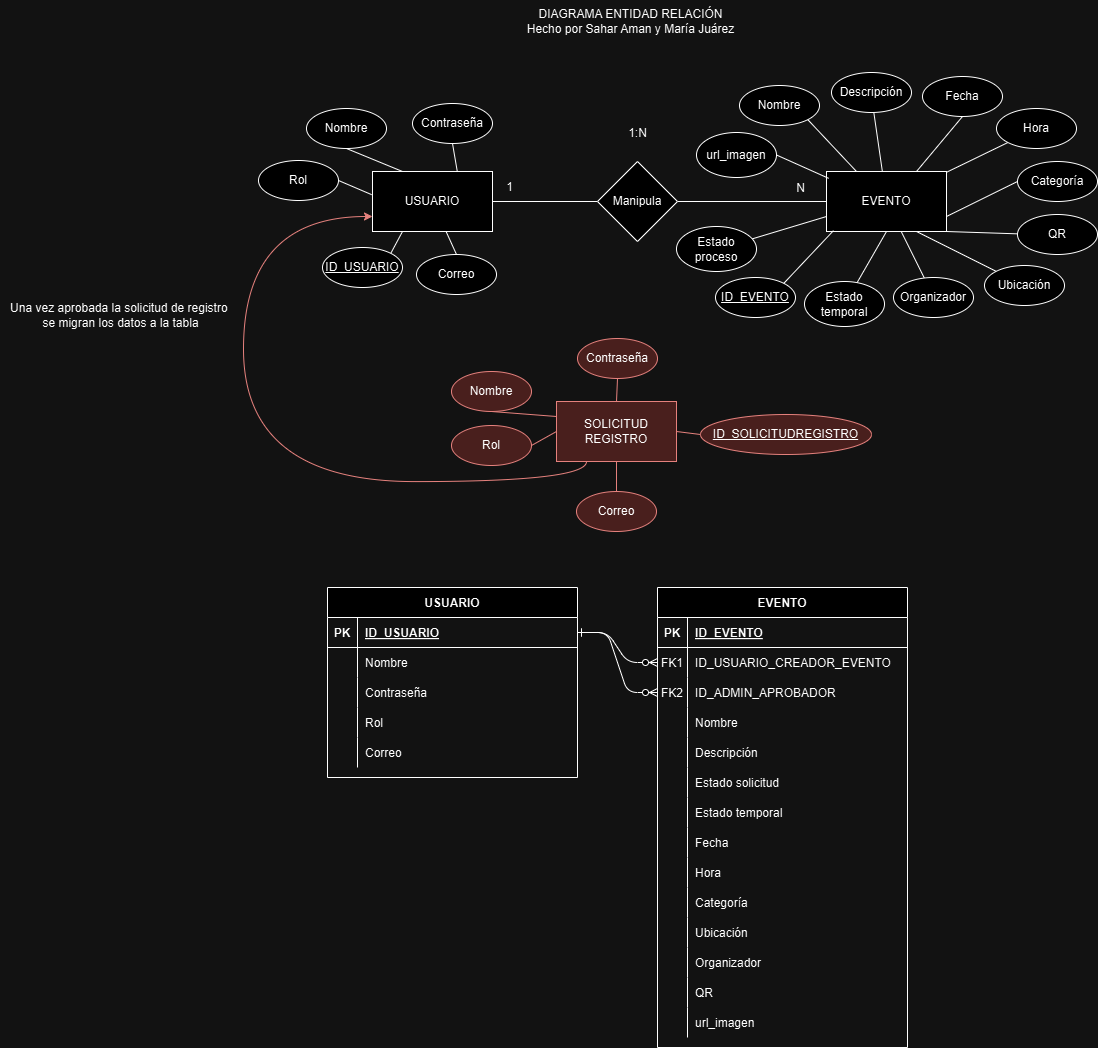 DIAGRAMA ENTIDAD RELACIÓN
Hecho por Sahar Aman y María Juárez
Nombre
Contraseña
Rol
USUARIO
ID_USUARIO
Correo
1
1:N
Manipula
N
Nombre
Descripción
Fecha
Hora
url_imagen
Categoría
EVENTO
QR
Estado
proceso
Ubicación
ID_EVENTO
Estado
temporal
Organizador
Una vez aprobada la solicitud de registro
se migran los datos a la tabla
Contraseña
Nombre
SOLICITUD
REGISTRO
ID_SOLICITUDREGISTRO
Rol
Correo
USUARIO
PK ID_USUARIO
Nombre
Contraseña
Rol
Correo
EVENTO
PK ID_EVENTO
FK1 ID_USUARIO_CREADOR_EVENTO
FK2 ID_ADMIN_APROBADOR
Nombre
Descripción
Estado solicitud
Estado temporal
Fecha
Hora
Categoría
Ubicación
Organizador
QR
url_imagen